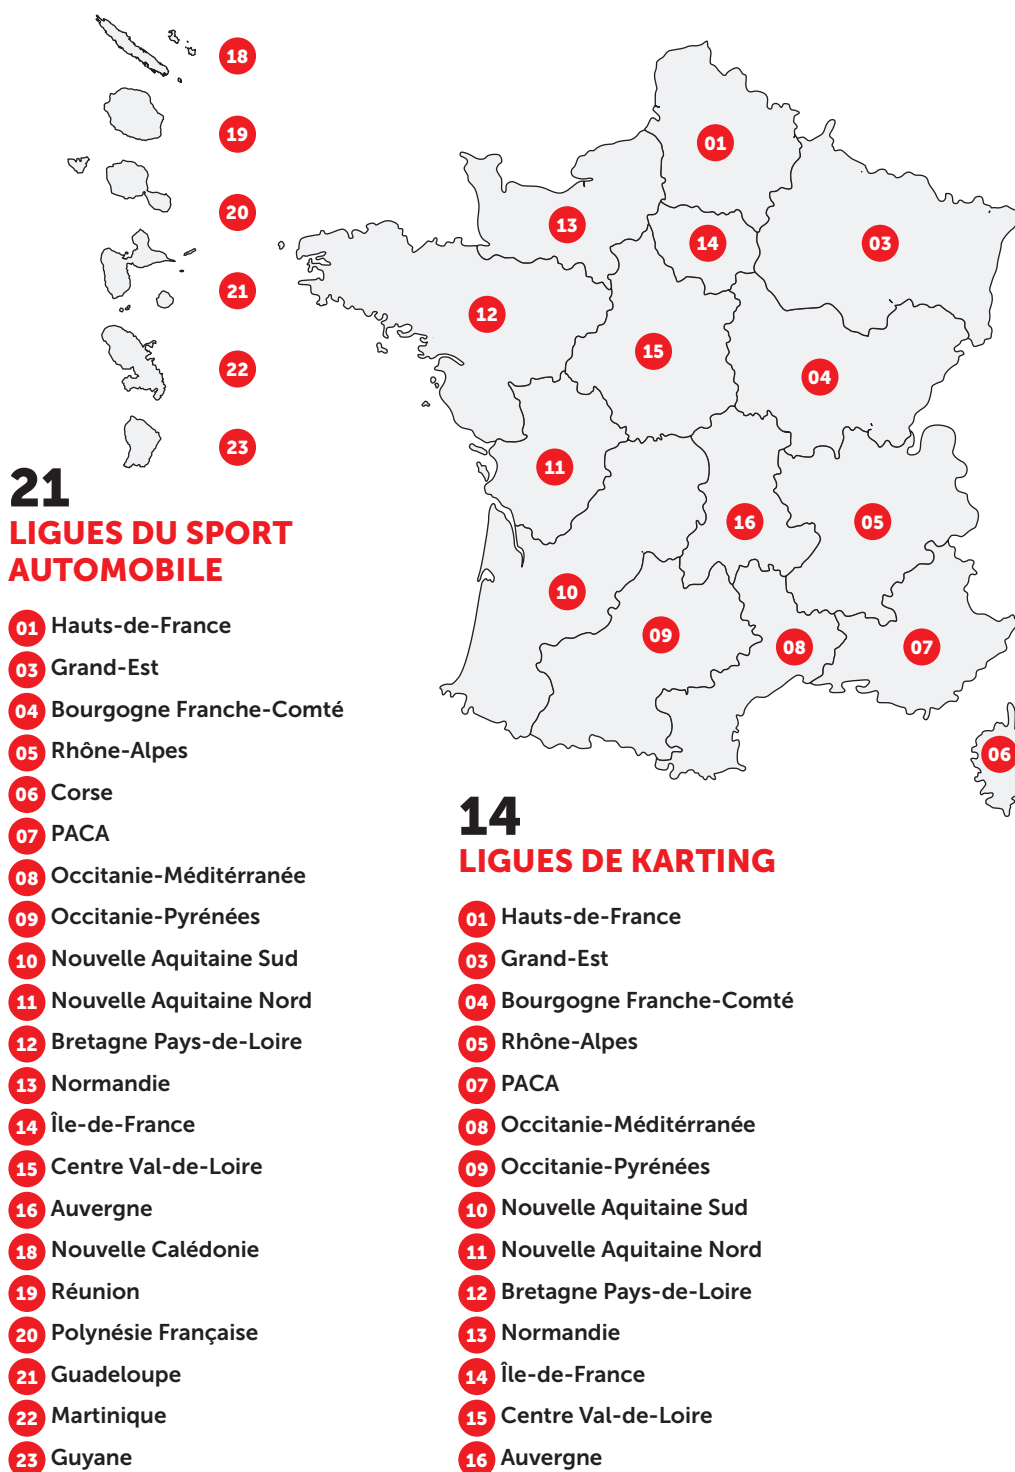 18
19
20
21
22
23
01
13
14
03
12
15
04
11
16
05
10
09
08
07
06
21
LIGUES DU SPORT
AUTOMOBILE
01 Hauts-de-France
03 Grand-Est
04 Bourgogne Franche-Comté
05 Rhône-Alpes
06 Corse
07 PACA
08 Occitanie-Méditérranée
09 Occitanie-Pyrénées
10 Nouvelle Aquitaine Sud
11 Nouvelle Aquitaine Nord
12 Bretagne Pays-de-Loire
13 Normandie
14 Île-de-France
15 Centre Val-de-Loire
16 Auvergne
18 Nouvelle Calédonie
19 Réunion
20 Polynésie Française
21 Guadeloupe
22 Martinique
23 Guyane
14
LIGUES DE KARTING
01 Hauts-de-France
03 Grand-Est
04 Bourgogne Franche-Comté
05 Rhône-Alpes
07 PACA
08 Occitanie-Méditérranée
09 Occitanie-Pyrénées
10 Nouvelle Aquitaine Sud
11 Nouvelle Aquitaine Nord
12 Bretagne Pays-de-Loire
13 Normandie
14 Île-de-France
15 Centre Val-de-Loire
16 Auvergne